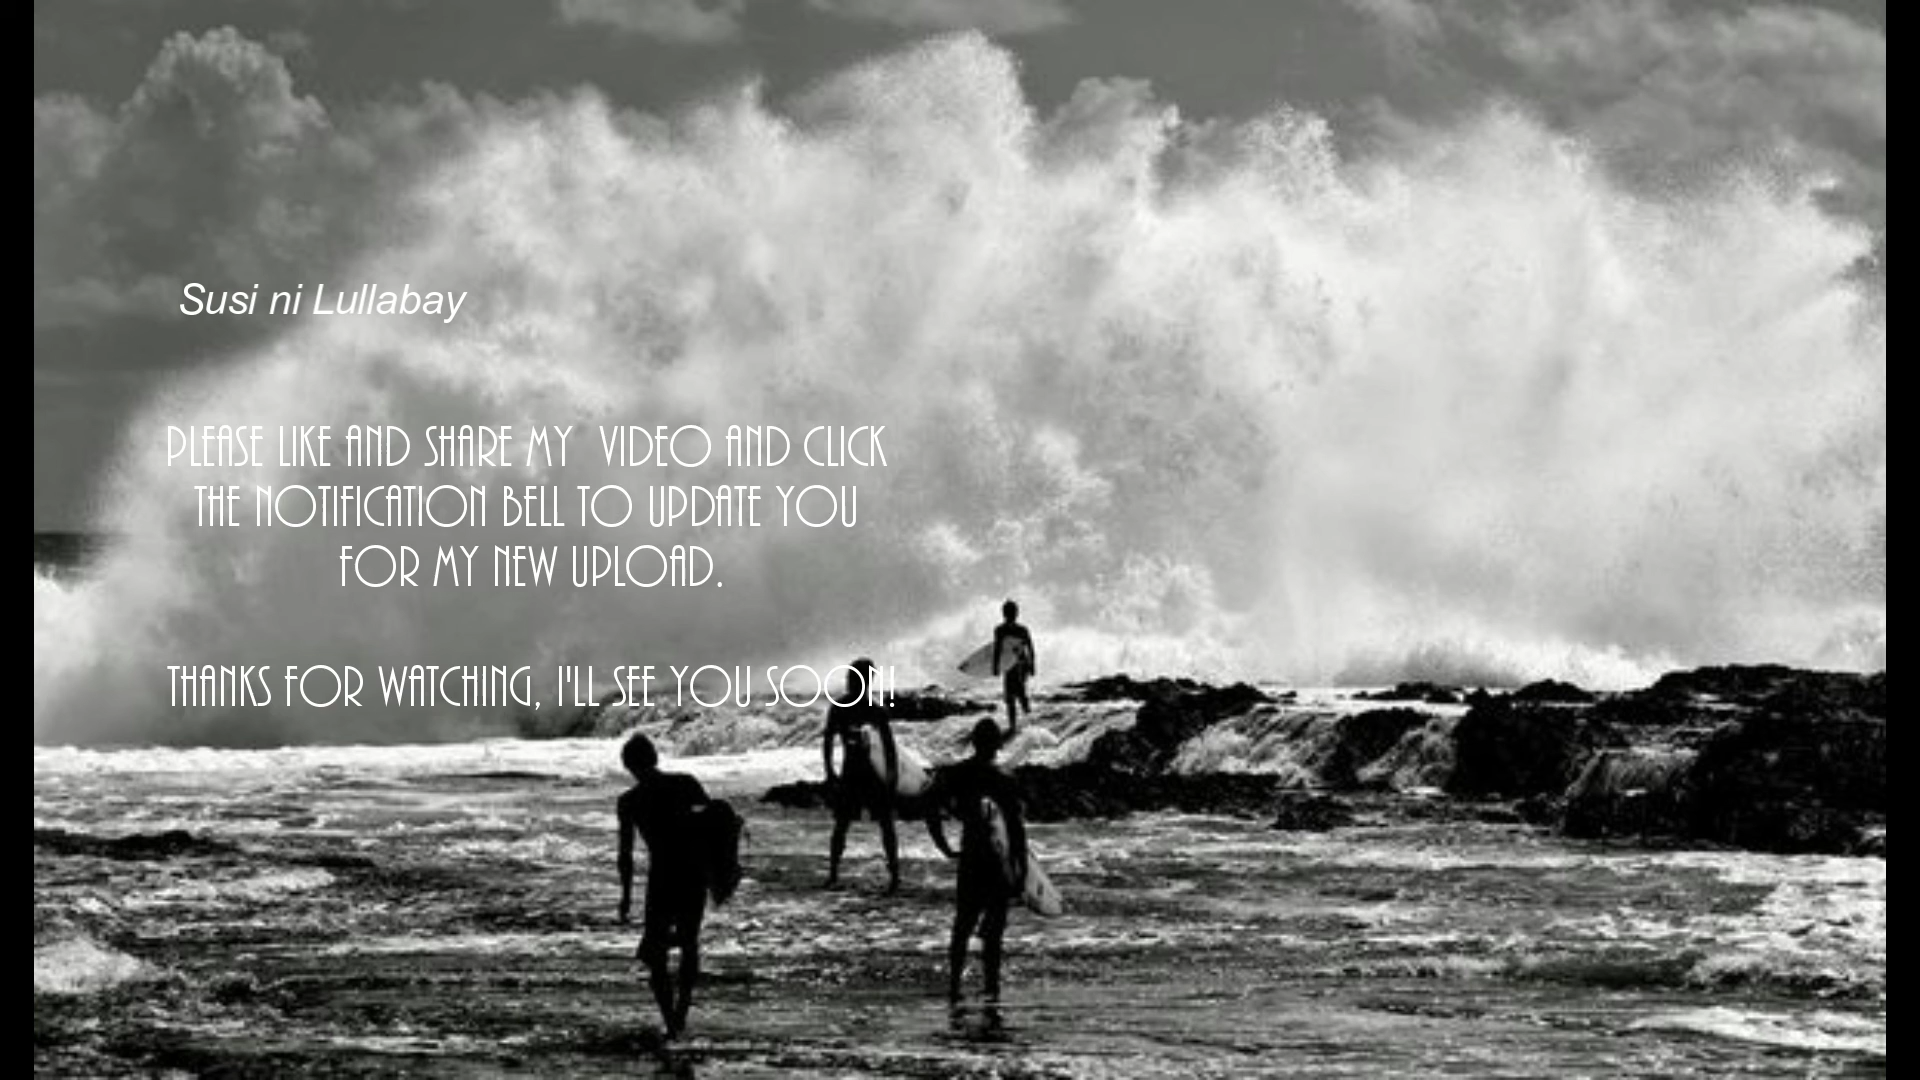 Susi ni Lullabay
PLEASE LIKE AND SHARE MY VIDEO AND CLICK
THE NOTIFICATION BELL TO UPDATE YOU
FOR MY NEW UPLOAD.
THANKS FOR WATCHING, I'LL SEE YOU SOON!